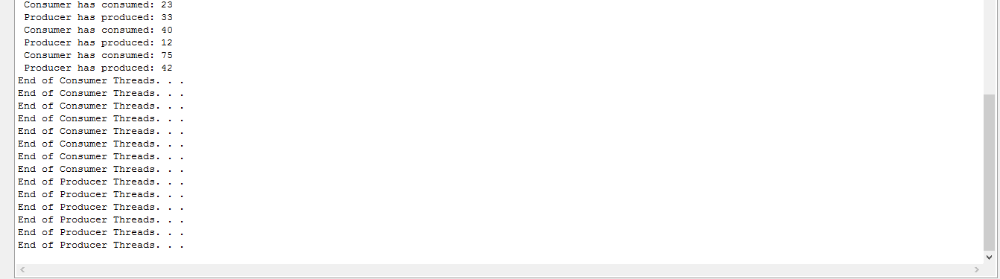 Consumer has consumed: 23
Producer has produced: 33
Consumer has consumed: 40
Producer has produced: 12
Consumer has consumed: 75
Producer has produced: 42
End of Consumer Threads. . .
End of Consumer Threads. . .
End of Consumer Threads. . .
End of Consumer Threads. . .
End of Consumer Threads. . .
End of Consumer Threads. . .
End of Consumer Threads. . .
End of Consumer Threads. . .
End of Producer Threads. . .
End of Producer Threads. . .
End of Producer Threads. . .
End of Producer Threads. . .
End of Producer Threads. . .
End of Producer Threads. . .